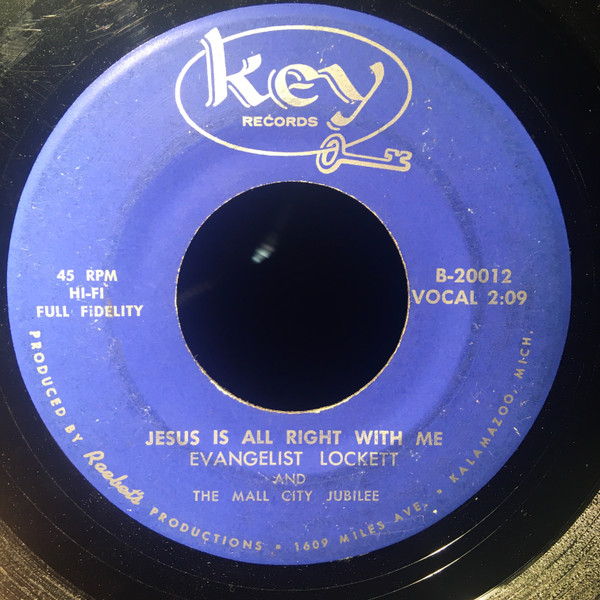 key
RECORDS
45 RPM
HI-FI
FULL FiDELITY
B-20012
VOCAL 2:09
JESUS IS ALL RIGHT WITH ME
EVANGELIST LOCKETT
AND
THE MALL CITY JUBILEE
PRODUCED BY Reebets PRODUCTIONS • 1609 MILES AVE. • KALAMAZOO, MICH.